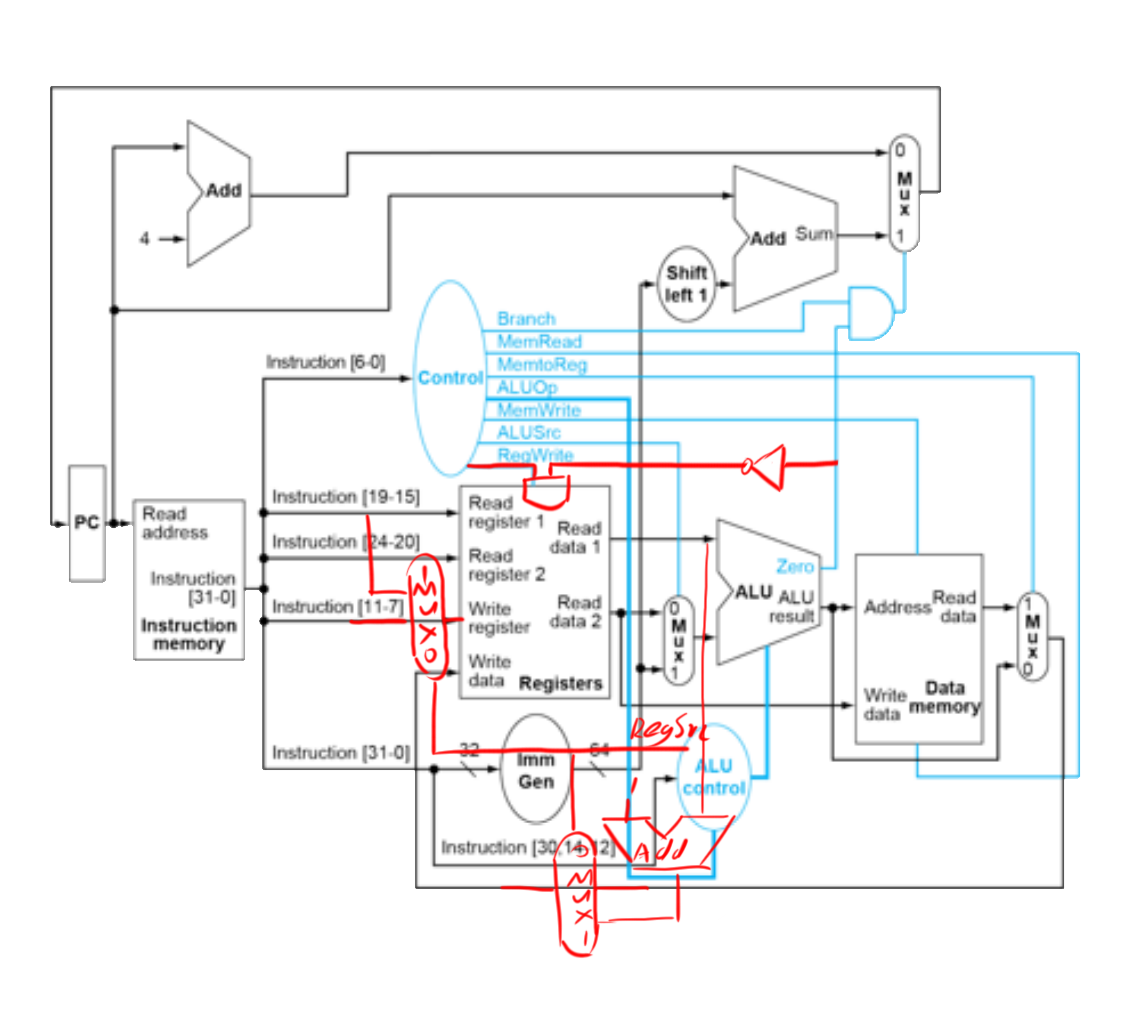 Add
4
Add Sum
0
Mux
1
Shift
left 1
Branch
MemRead
MemtoReg
ALUOp
MemWrite
ALUSrc
RegWrite
Instruction [6-0]
Control
PC
Read
address
Instruction
[31-0]
Instruction
memory
Instruction [19-15]
Instruction [24-20]
Instruction [11-7]
1
MUX
0
Read
register 1
Read
register 2
Write
register
Write
data
Read
data 1
Read
data 2
Registers
0
Mux
1
Zero
ALU
ALU
result
Address
Read
data
Write
data
Data
memory
1
Mux
0
RegSrc
Instruction [31-0]
32
Imm
Gen
64
ALU
control
1
Instruction [30,14-12]
Add
0
MUX
1